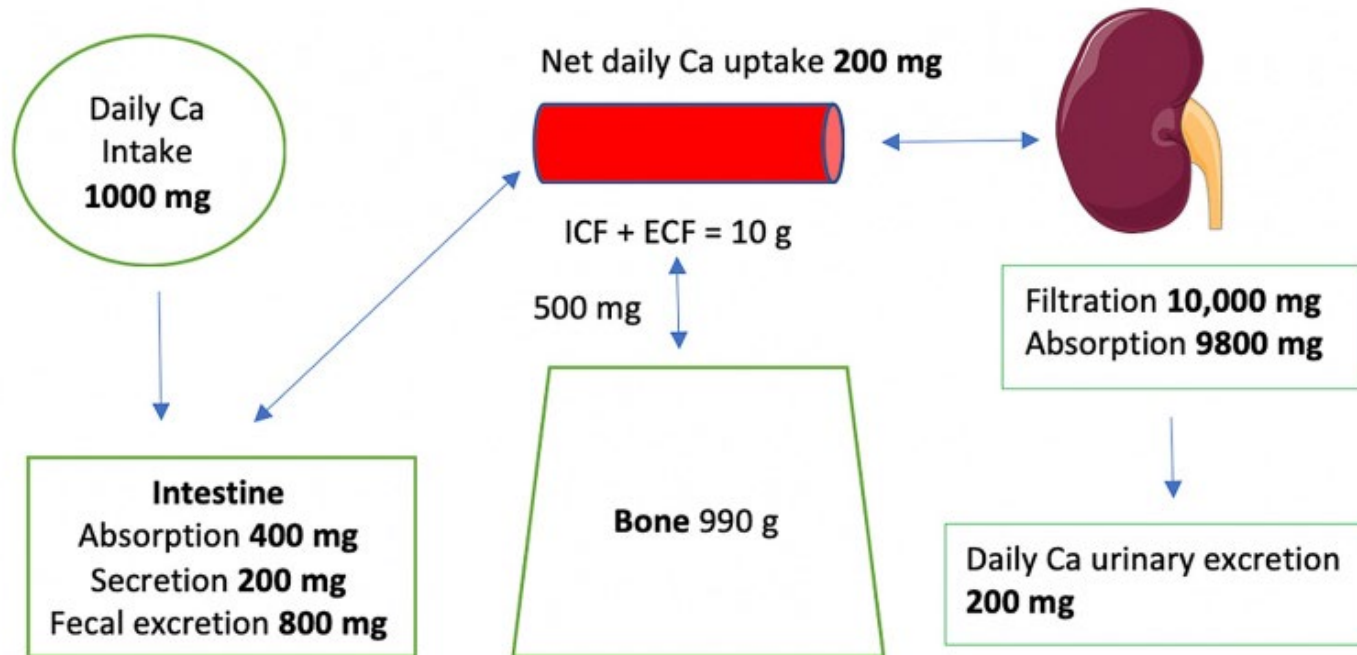 Daily Ca
Intake
1000 mg
Net daily Ca uptake 200 mg
ICF + ECF = 10 g
500 mg
Filtration 10,000 mg
Absorption 9800 mg
Intestine
Absorption 400 mg
Secretion 200 mg
Fecal excretion 800 mg
Bone 990 g
Daily Ca urinary excretion
200 mg